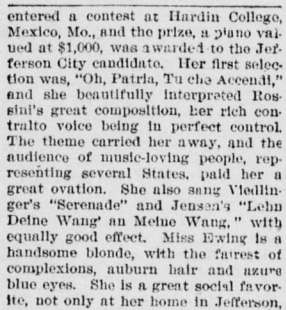 entered a contest at Hardin College,
Mexico, Mo., and the prize, a piano val-
ued at $1,000, was awarded to the Jef-
ferson City candidate. Her first selec-
tion was, "Oh, Patria, Tu che Accendi,"
and she beautifully interpreted Ros-
sini's great composition, her rich con-
tralto voice being in perfect control.
The theme carried her away, and the
audience of music-loving people, rep-
resenting several States, paid her a
great ovation. She also sang Viedlin-
ger's "Serenade" and Jensen's "Lehn
Deine Wang' an Meine Wang," with
equally good effect. Miss Ewing is a
handsome blonde, with the fairest of
complexions, auburn hair and azure
blue eyes. She is a great social favor-
ite, not only at her home in Jefferson,